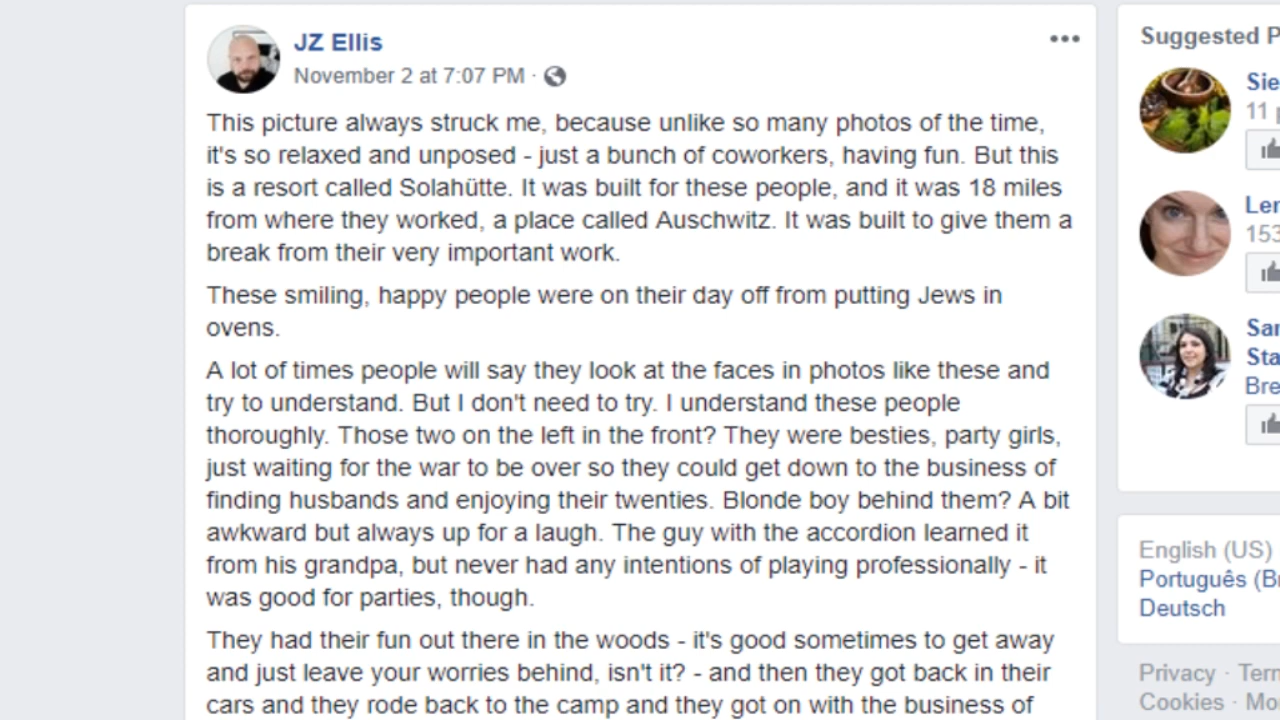 JZ Ellis
November 2 at 7:07 PM ·
This picture always struck me, because unlike so many photos of the time,
it's so relaxed and unposed - just a bunch of coworkers, having fun. But this
is a resort called Solahütte. It was built for these people, and it was 18 miles
from where they worked, a place called Auschwitz. It was built to give them a
break from their very important work.
These smiling, happy people were on their day off from putting Jews in
ovens.
A lot of times people will say they look at the faces in photos like these and
try to understand. But I don't need to try. I understand these people
thoroughly. Those two on the left in the front? They were besties, party girls,
just waiting for the war to be over so they could get down to the business of
finding husbands and enjoying their twenties. Blonde boy behind them? A bit
awkward but always up for a laugh. The guy with the accordion learned it
from his grandpa, but never had any intentions of playing professionally - it
was good for parties, though.
They had their fun out there in the woods - it's good sometimes to get away
and just leave your worries behind, isn't it? - and then they got back in their
cars and they rode back to the camp and they got on with the business of
Suggested P
Sie
11
Ler
153
Sar
Sta
Bre
English (US)
Português (Br
Deutsch
Privacy · Tern
Cookies · Mo